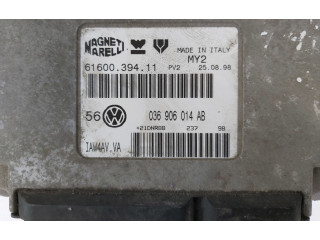 MAGNETI MARELLI
MADE IN ITALY
MY2
61600.394.11 PV2 25.08.98
56 036 906 014 AB
237 98
IAW4AV.VA